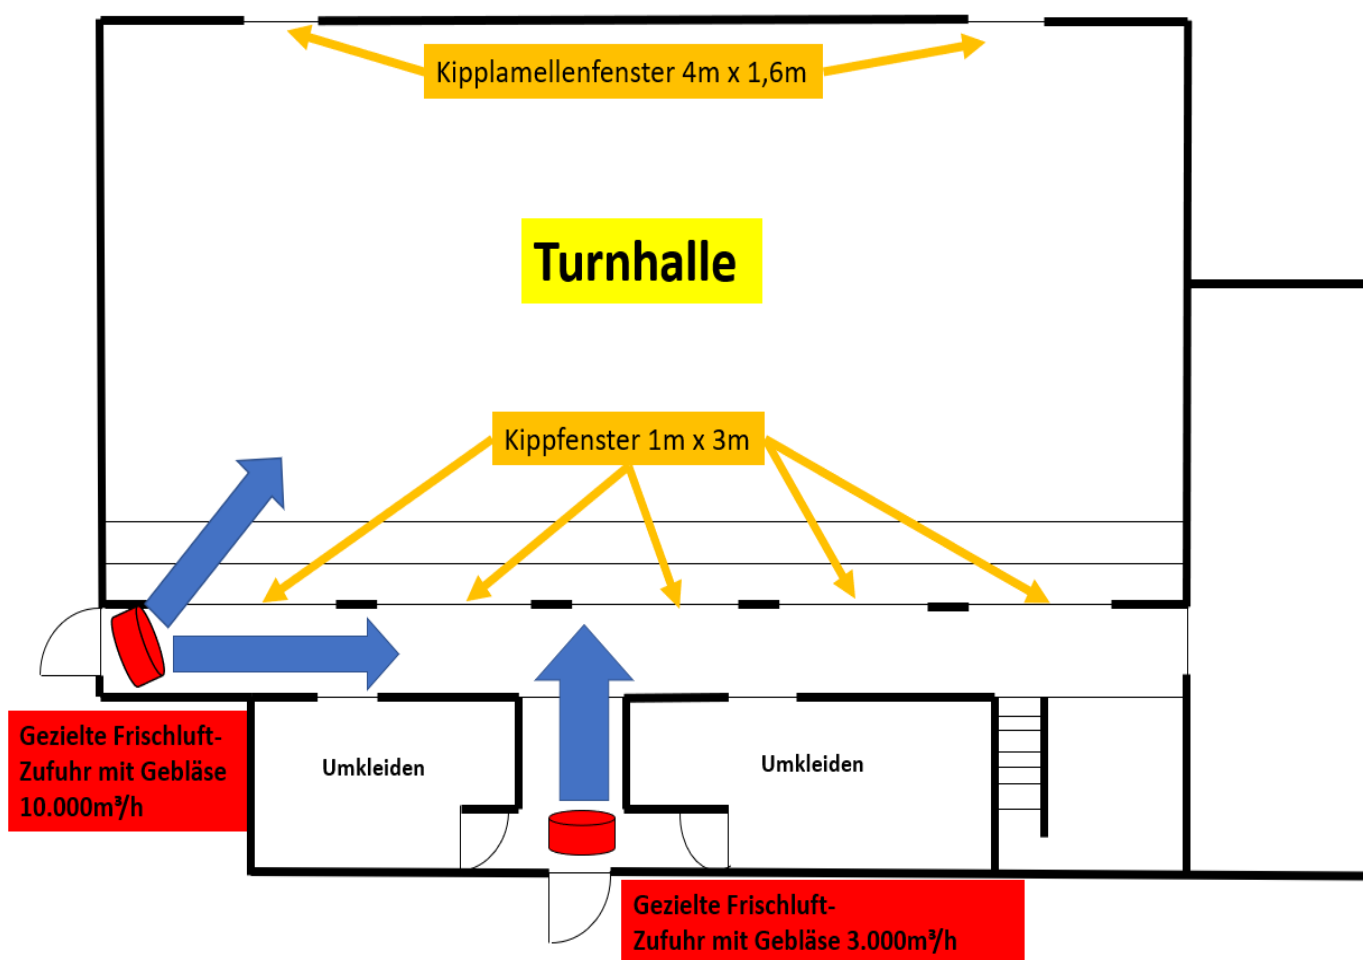 Kipplamellenfenster 4m x 1,6m
Turnhalle
Kippfenster 1m x 3m
Gezielte Frischluft-
Zufuhr mit Gebläse
10.000m³/h
Umkleiden
Umkleiden
Gezielte Frischluft-
Zufuhr mit Gebläse 3.000m³/h